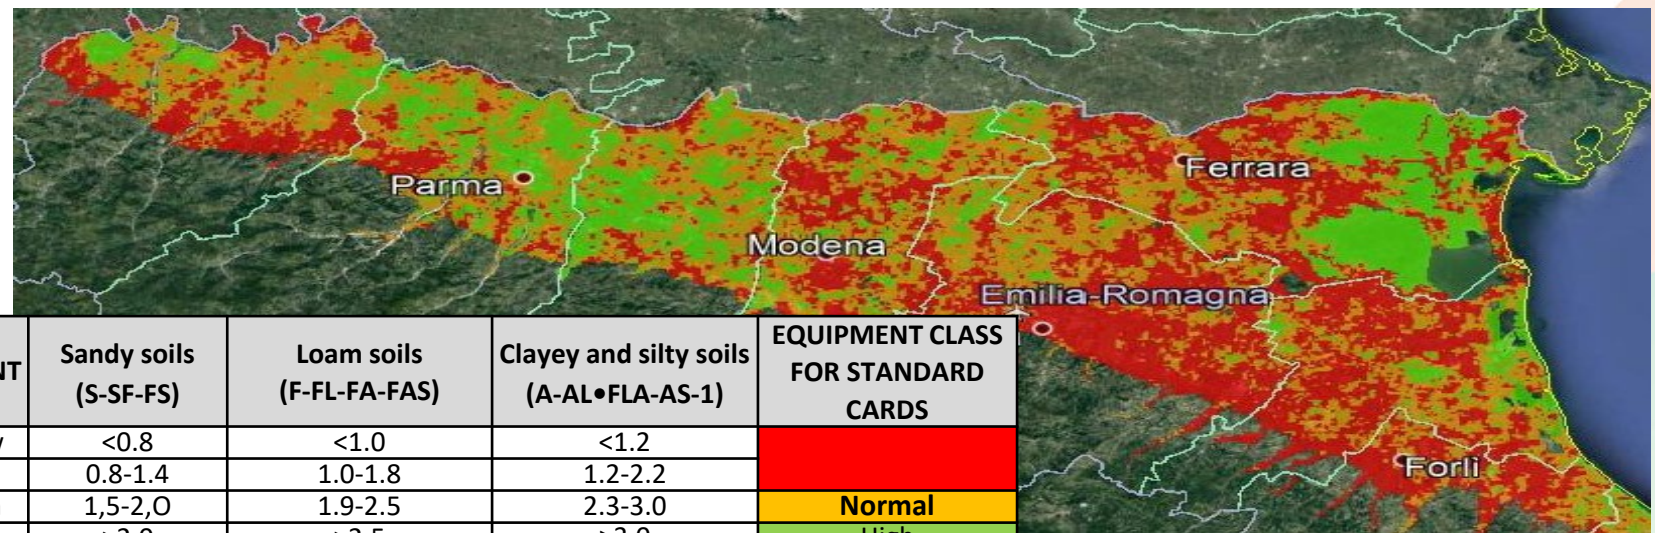 Parma
Ferrara
Modena
Emilia-Romagna
Forlì
Sandy soils
(S-SF-FS)
Loam soils
(F-FL-FA-FAS)
Clayey and silty soils
(A-AL•FLA-AS-1)
EQUIPMENT CLASS
FOR STANDARD
CARDS
<0.8 <1.0 <1.2
0.8-1.4 1.0-1.8 1.2-2.2
1,5-2,O 1.9-2.5 2.3-3.0 Normal